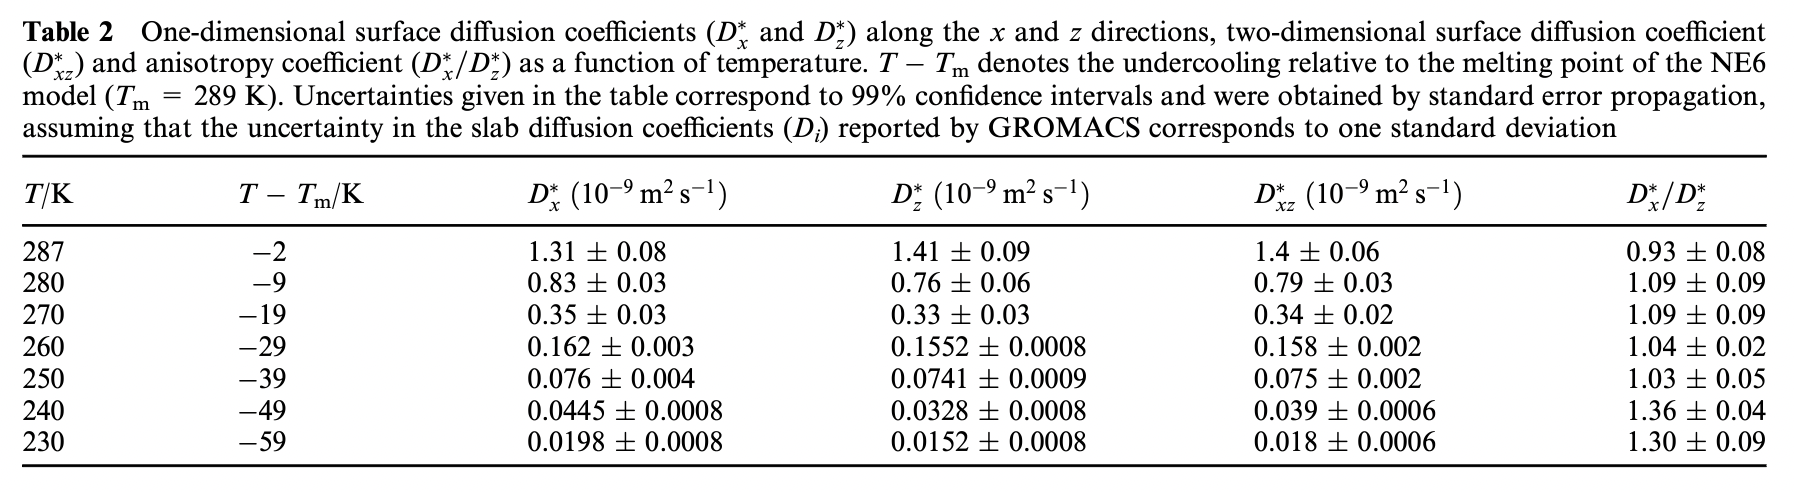 Table 2 One-dimensional surface diffusion coefficients (D*x and D*z) along the x and z directions, two-dimensional surface diffusion coefficient
(D*xz) and anisotropy coefficient (D*x/D*z) as a function of temperature. T − Tm denotes the undercooling relative to the melting point of the NE6
model (Tm = 289 K). Uncertainties given in the table correspond to 99% confidence intervals and were obtained by standard error propagation,
assuming that the uncertainty in the slab diffusion coefficients (Di) reported by GROMACS corresponds to one standard deviation
T/K T − Tm/K D*x (10−9 m2 s−1) D*z (10−9 m2 s−1) D*xz (10−9 m2 s−1) D*x/D*z
287 −2 1.31 ± 0.08 1.41 ± 0.09 1.4 ± 0.06 0.93 ± 0.08
280 −9 0.83 ± 0.03 0.76 ± 0.06 0.79 ± 0.03 1.09 ± 0.09
270 −19 0.35 ± 0.03 0.33 ± 0.03 0.34 ± 0.02 1.09 ± 0.09
260 −29 0.162 ± 0.003 0.1552 ± 0.0008 0.158 ± 0.002 1.04 ± 0.02
250 −39 0.076 ± 0.004 0.0741 ± 0.0009 0.075 ± 0.002 1.03 ± 0.05
240 −49 0.0445 ± 0.0008 0.0328 ± 0.0008 0.039 ± 0.0006 1.36 ± 0.04
230 −59 0.0198 ± 0.0008 0.0152 ± 0.0008 0.018 ± 0.0006 1.30 ± 0.09